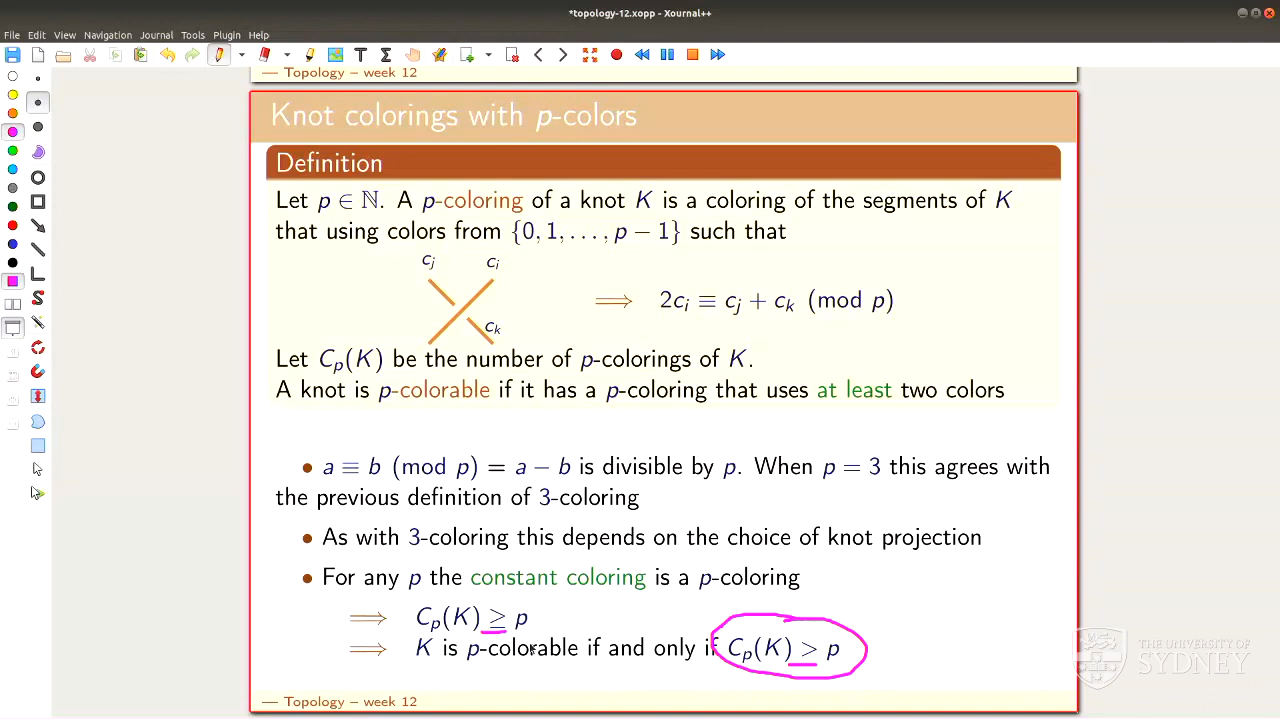 *topology-12.xopp - Xournal++
File Edit View Navigation Journal Tools Plugin Help
— Topology – week 12
Knot colorings with p-colors
Definition
Let p ∈ ℕ. A p-coloring of a knot K is a coloring of the segments of K
that using colors from {0, 1, . . . , p − 1} such that
c_j c_i
⟹ 2c_i ≡ c_j + c_k (mod p)
c_k
Let C_p(K) be the number of p-colorings of K.
A knot is p-colorable if it has a p-coloring that uses at least two colors
• a ≡ b (mod p) = a − b is divisible by p. When p = 3 this agrees with
the previous definition of 3-coloring
• As with 3-coloring this depends on the choice of knot projection
• For any p the constant coloring is a p-coloring
⟹ C_p(K) ≥ p
⟹ K is p-colorable if and only if C_p(K) > p
THE UNIVERSITY OF
SYDNEY
— Topology – week 12